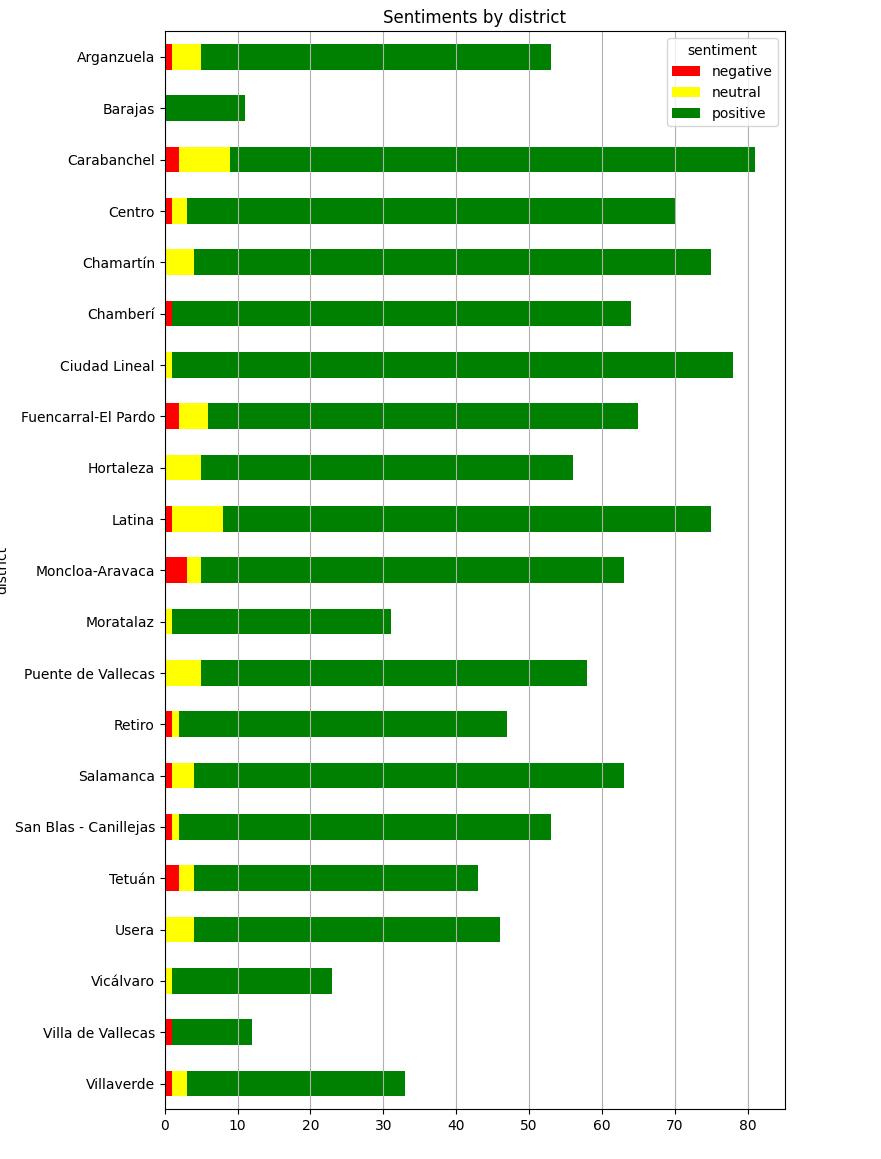 Sentiments by district
sentiment
negative
neutral
positive
district
Arganzuela
Barajas
Carabanchel
Centro
Chamartín
Chamberí
Ciudad Lineal
Fuencarral-El Pardo
Hortaleza
Latina
Moncloa-Aravaca
Moratalaz
Puente de Vallecas
Retiro
Salamanca
San Blas - Canillejas
Tetuán
Usera
Vicálvaro
Villa de Vallecas
Villaverde
0 10 20 30 40 50 60 70 80